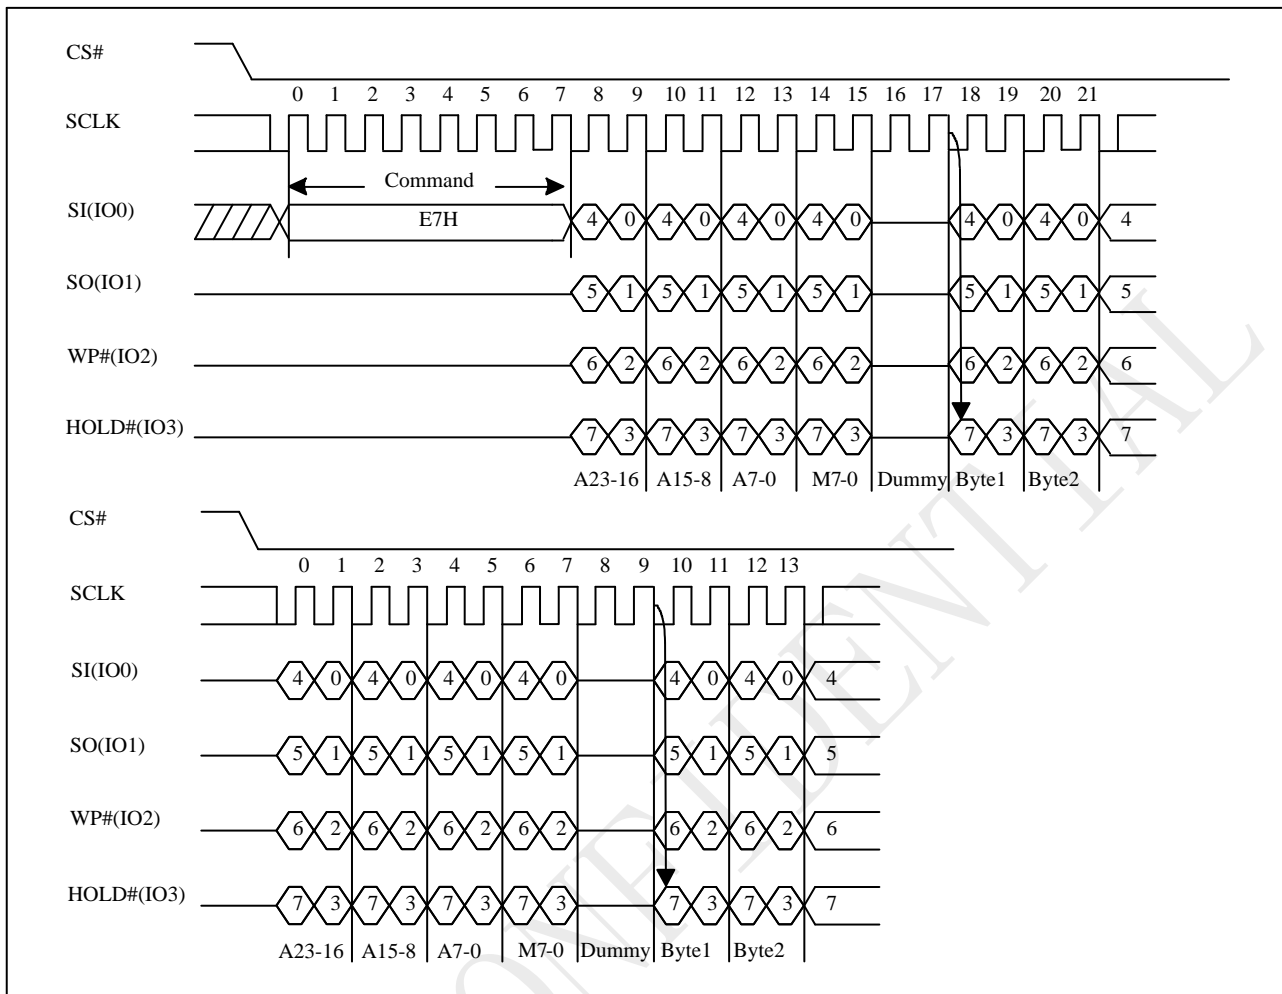 CS#
0 1 2 3 4 5 6 7 8 9 10 11 12 13 14 15 16 17 18 19 20 21
SCLK
Command
SI(IO0) E7H 4 0 4 0 4 0 4 0 4 0 4 0 4
SO(IO1) 5 1 5 1 5 1 5 1 5 1 5 1 5
WP#(IO2) 6 2 6 2 6 2 6 2 6 2 6 2 6
HOLD#(IO3) 7 3 7 3 7 3 7 3 7 3 7 3 7
A23-16 A15-8 A7-0 M7-0 Dummy Byte1 Byte2
CS#
0 1 2 3 4 5 6 7 8 9 10 11 12 13
SCLK
SI(IO0) 4 0 4 0 4 0 4 0 4 0 4 0 4
SO(IO1) 5 1 5 1 5 1 5 1 5 1 5 1 5
WP#(IO2) 6 2 6 2 6 2 6 2 6 2 6 2 6
HOLD#(IO3) 7 3 7 3 7 3 7 3 7 3 7 3 7
A23-16 A15-8 A7-0 M7-0 Dummy Byte1 Byte2